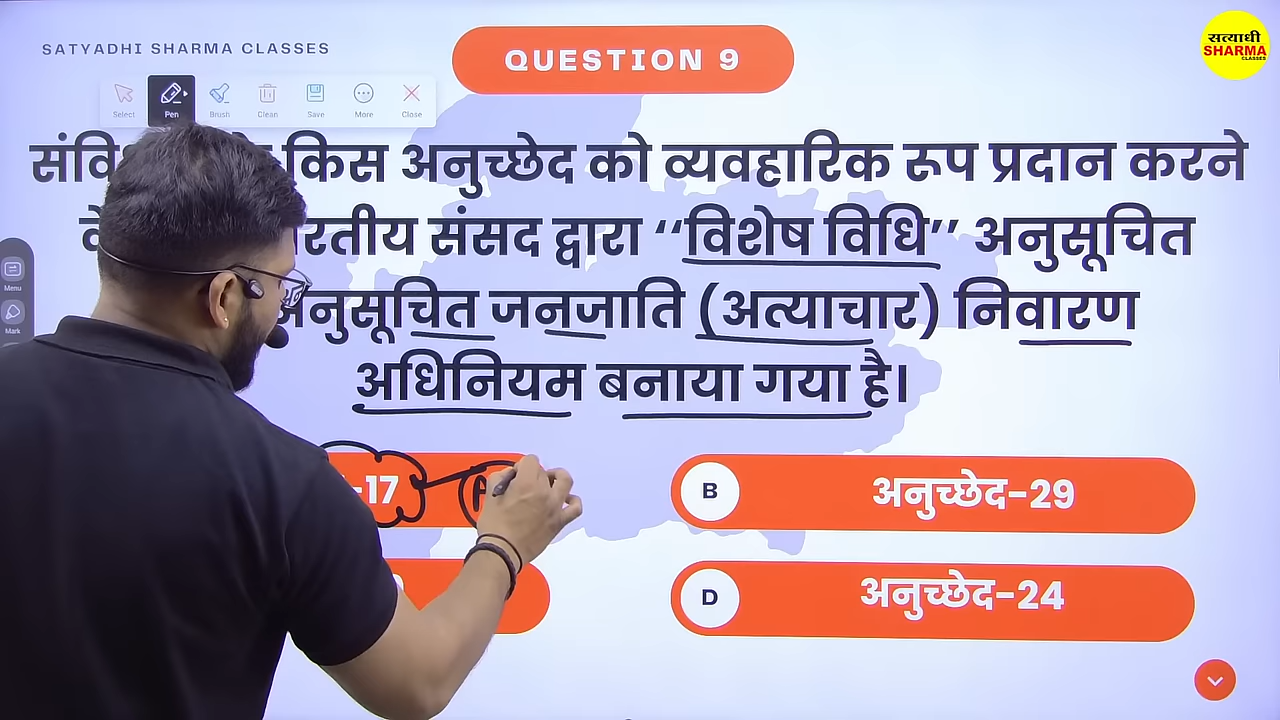 SATYADHI SHARMA CLASSES
QUESTION 9
सत्याधी
SHARMA
CLASSES
Select Pen Brush Clean Save More Close
किस अनुच्छेद को व्यवहारिक रूप प्रदान करने
संसद द्वारा “विशेष विधि” अनुसूचित
अनुसूचित जनजाति (अत्याचार) निवारण
अधिनियम बनाया गया है।
Menu
Mark
-17
B अनुच्छेद-29
D अनुच्छेद-24